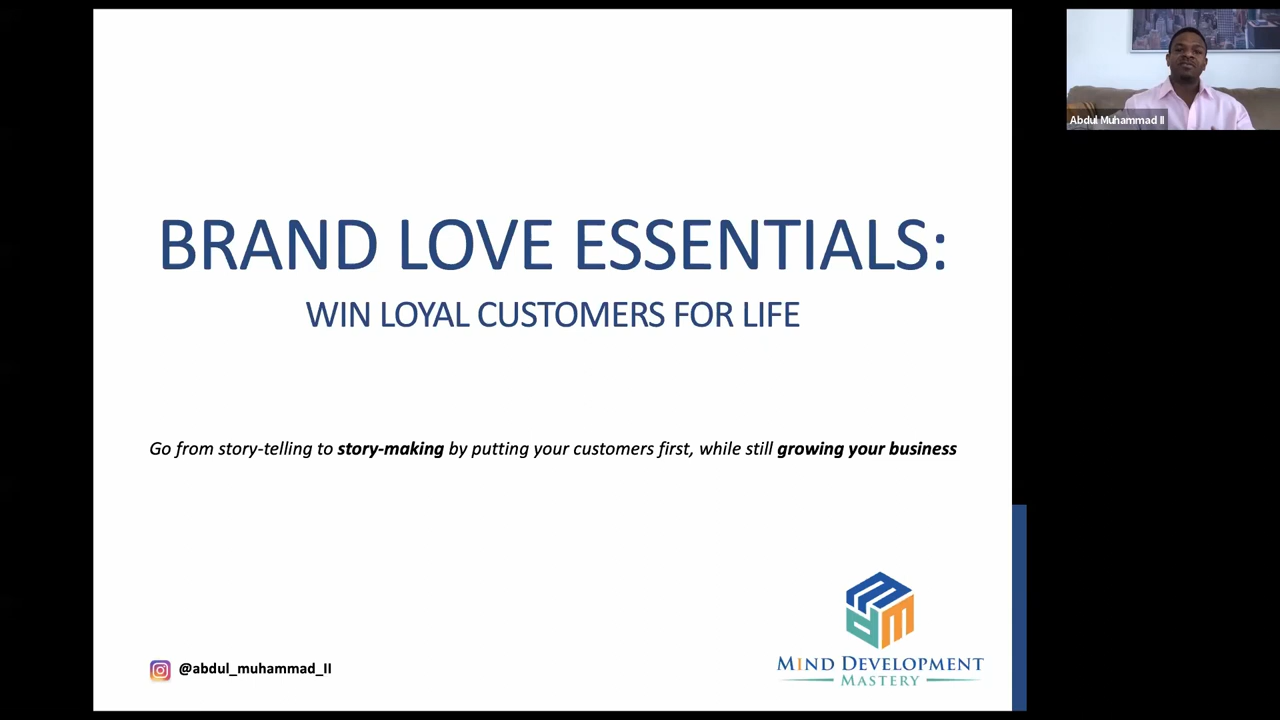 Abdul Muhammad II
BRAND LOVE ESSENTIALS:
WIN LOYAL CUSTOMERS FOR LIFE
Go from story-telling to story-making by putting your customers first, while still growing your business
@abdul_muhammad_II
MIND DEVELOPMENT
MASTERY